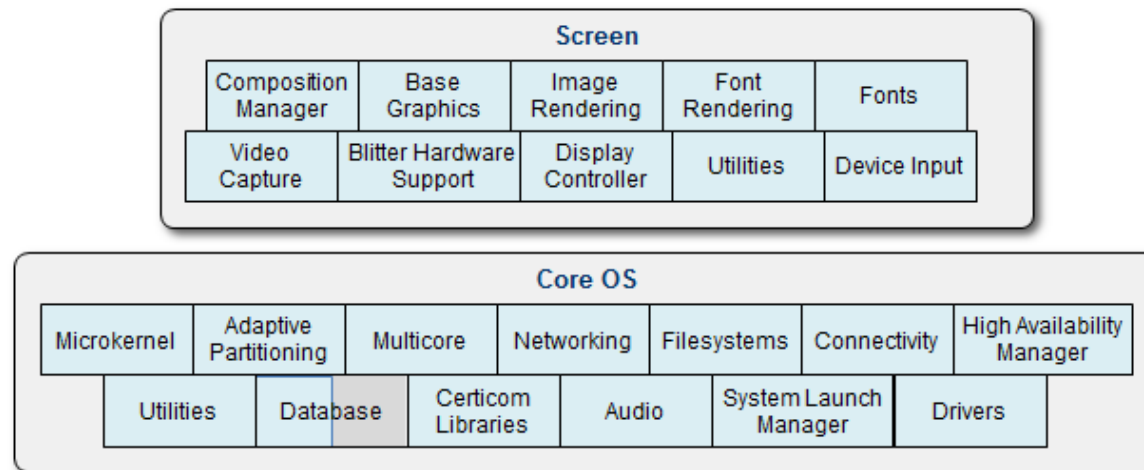 Screen
Composition Manager
Base Graphics
Image Rendering
Font Rendering
Fonts
Video Capture
Blitter Hardware Support
Display Controller
Utilities
Device Input
Core OS
Microkernel
Adaptive Partitioning
Multicore
Networking
Filesystems
Connectivity
High Availability Manager
Utilities
Database
Certicom Libraries
Audio
System Launch Manager
Drivers